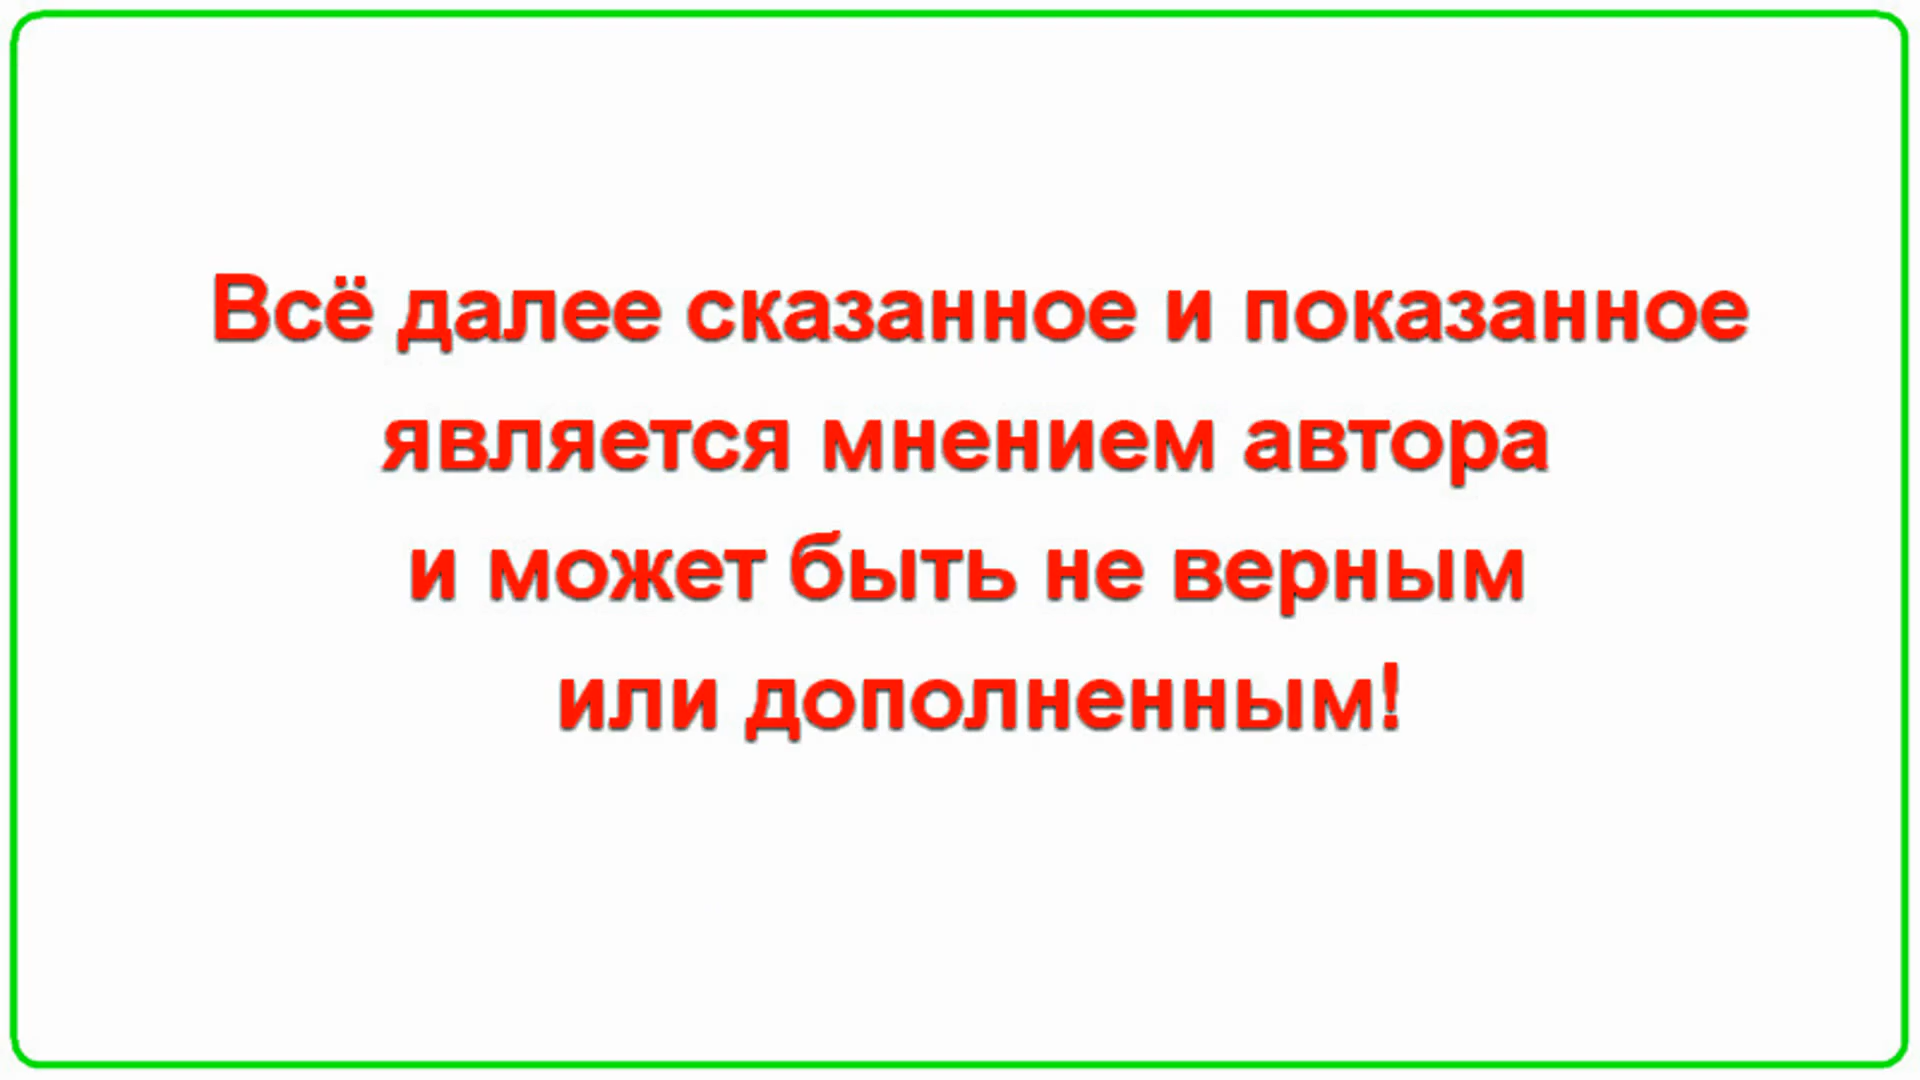 Всё далее сказанное и показанное
является мнением автора
и может быть не верным
или дополненным!